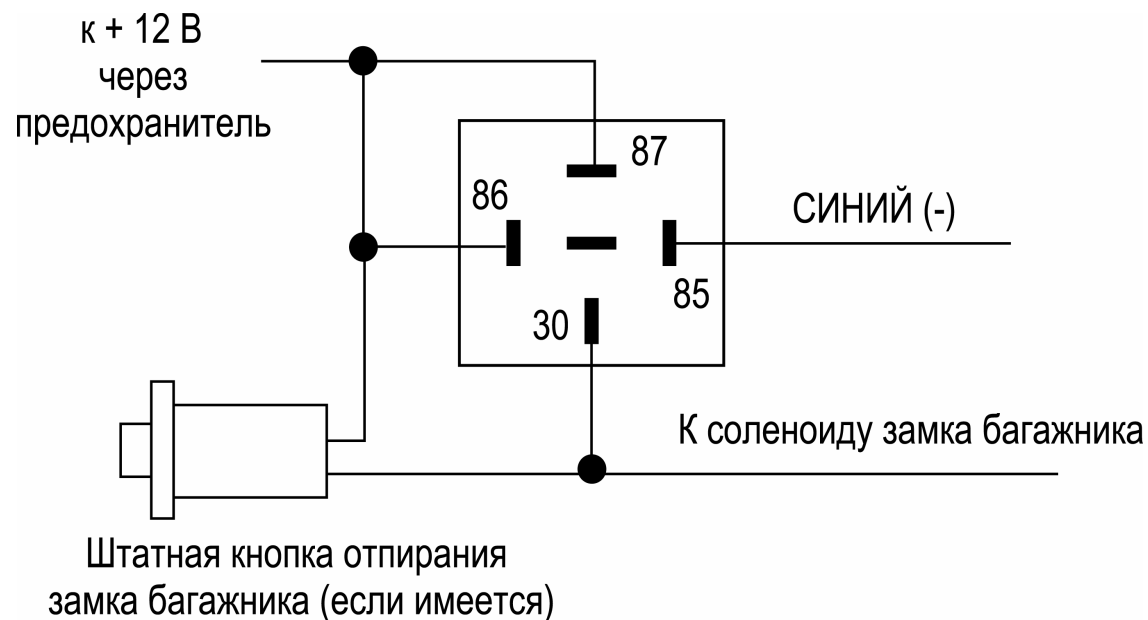 к + 12 В
через
предохранитель
87
86
СИНИЙ (-)
85
30
К соленоиду замка багажника
Штатная кнопка отпирания
замка багажника (если имеется)